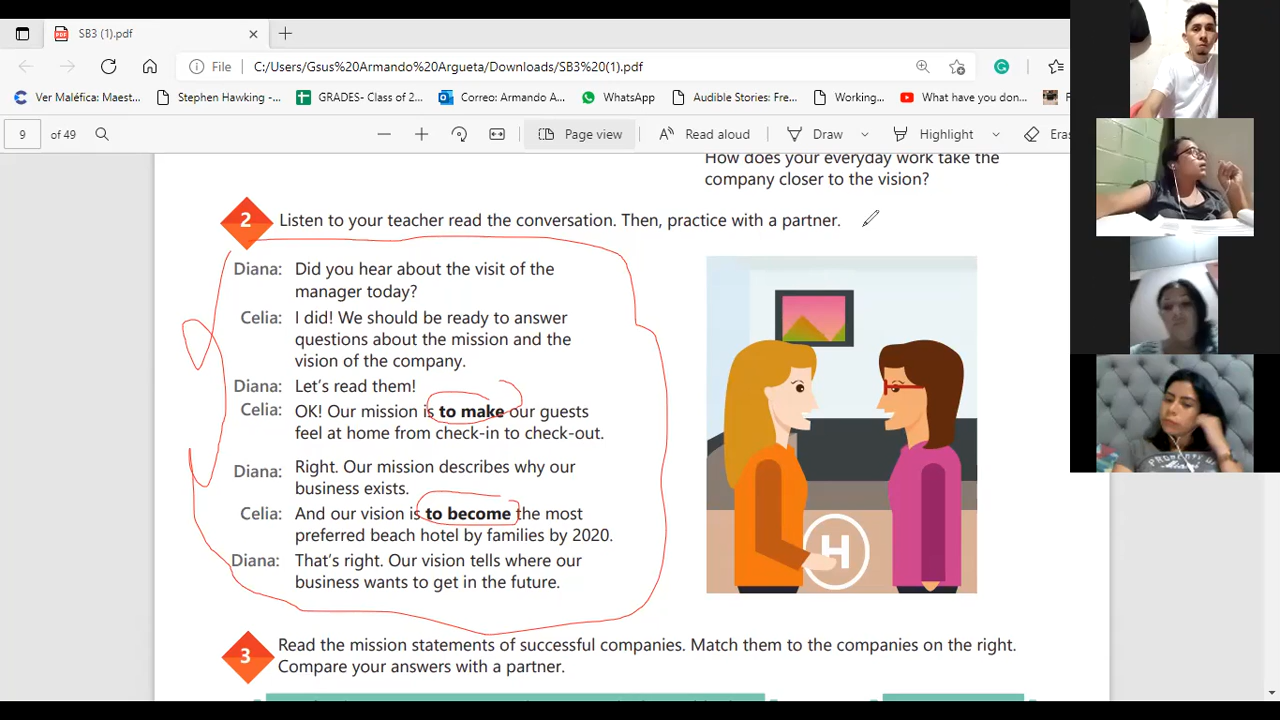 SB3 (1).pdf
File
C:/Users/Gsus%20Armando%20Argueta/Downloads/SB3%20(1).pdf
Ver Maléfica: Maest...
Stephen Hawking -...
GRADES- Class of 2...
Correo: Armando A...
WhatsApp
Audible Stories: Fre...
Working...
What have you don...
9 of 49
Page view
Read aloud
Draw
Highlight
Eras
How does your everyday work take the
company closer to the vision?
2 Listen to your teacher read the conversation. Then, practice with a partner.
Diana: Did you hear about the visit of the
manager today?
Celia: I did! We should be ready to answer
questions about the mission and the
vision of the company.
Diana: Let's read them!
Celia: OK! Our mission is to make our guests
feel at home from check-in to check-out.
Diana: Right. Our mission describes why our
business exists.
Celia: And our vision is to become the most
preferred beach hotel by families by 2020.
Diana: That's right. Our vision tells where our
business wants to get in the future.
H
3 Read the mission statements of successful companies. Match them to the companies on the right.
Compare your answers with a partner.
PROPERTY OF